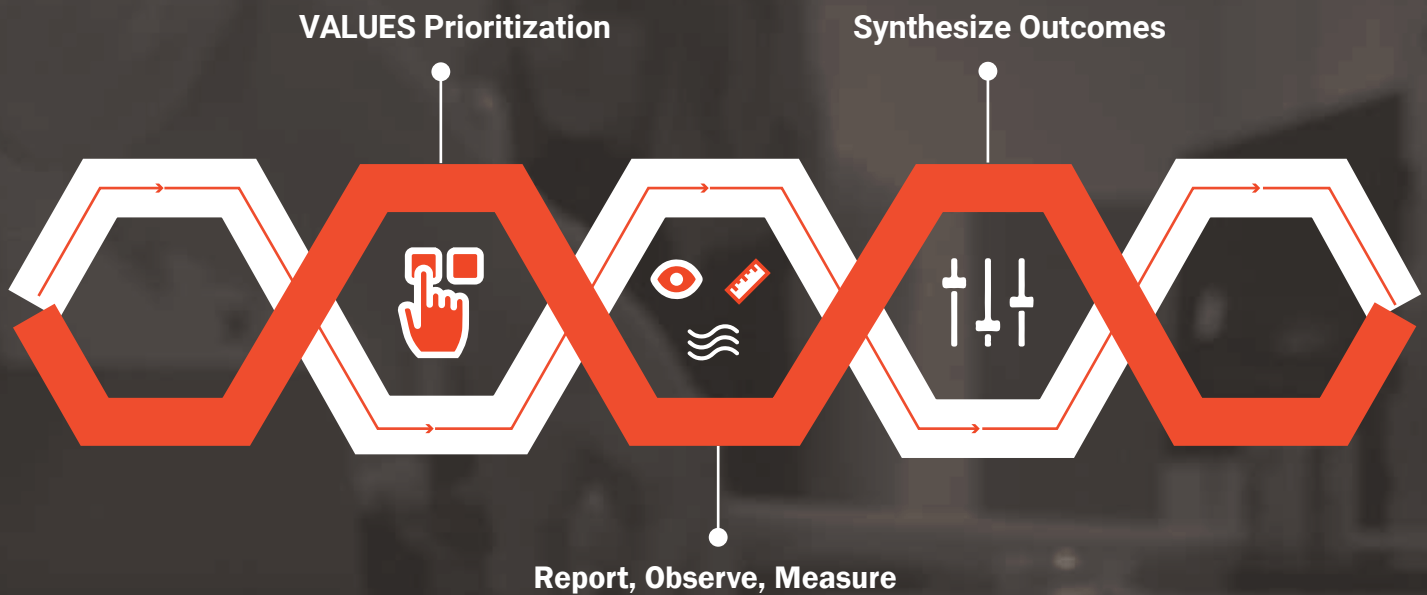 VALUES Prioritization
Synthesize Outcomes
Report, Observe, Measure